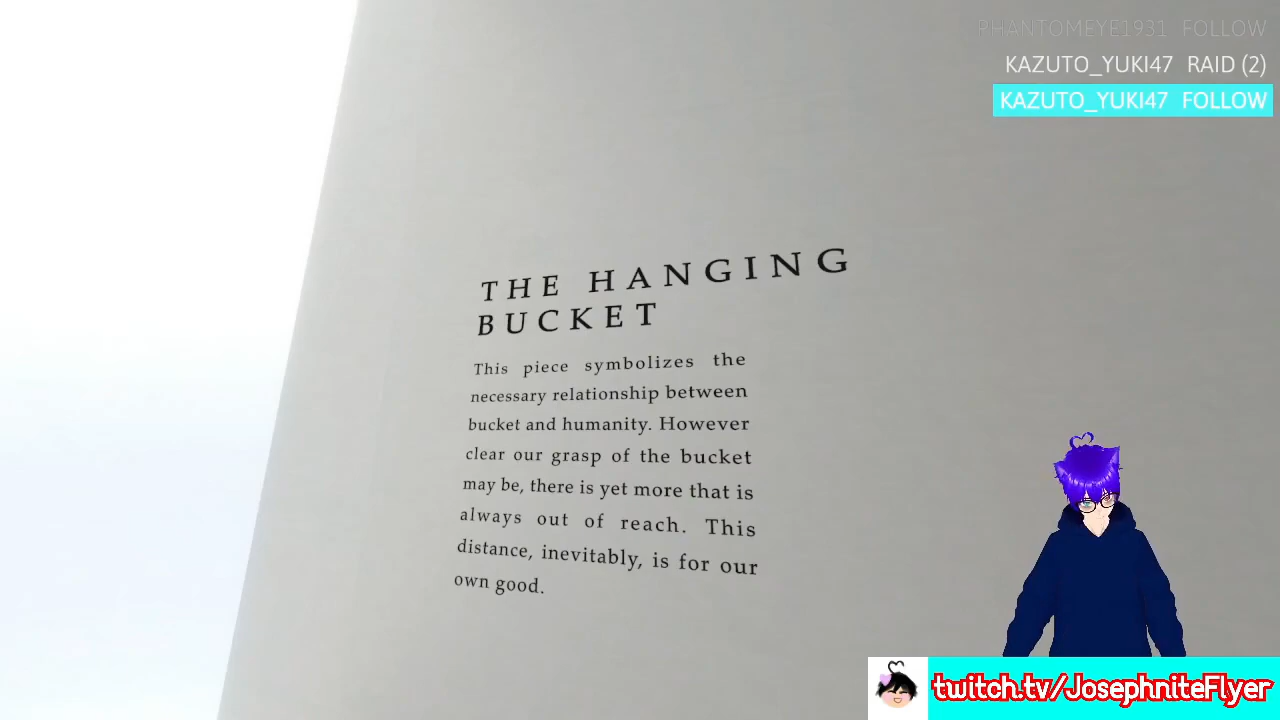 PHANTOMEYE1931 FOLLOW
KAZUTO_YUKI47 RAID (2)
KAZUTO_YUKI47 FOLLOW
THE HANGING
BUCKET
This piece symbolizes the
necessary relationship between
bucket and humanity. However
clear our grasp of the bucket
may be, there is yet more that is
always out of reach. This
distance, inevitably, is for our
own good.
twitch.tv/JosephniteFlyer